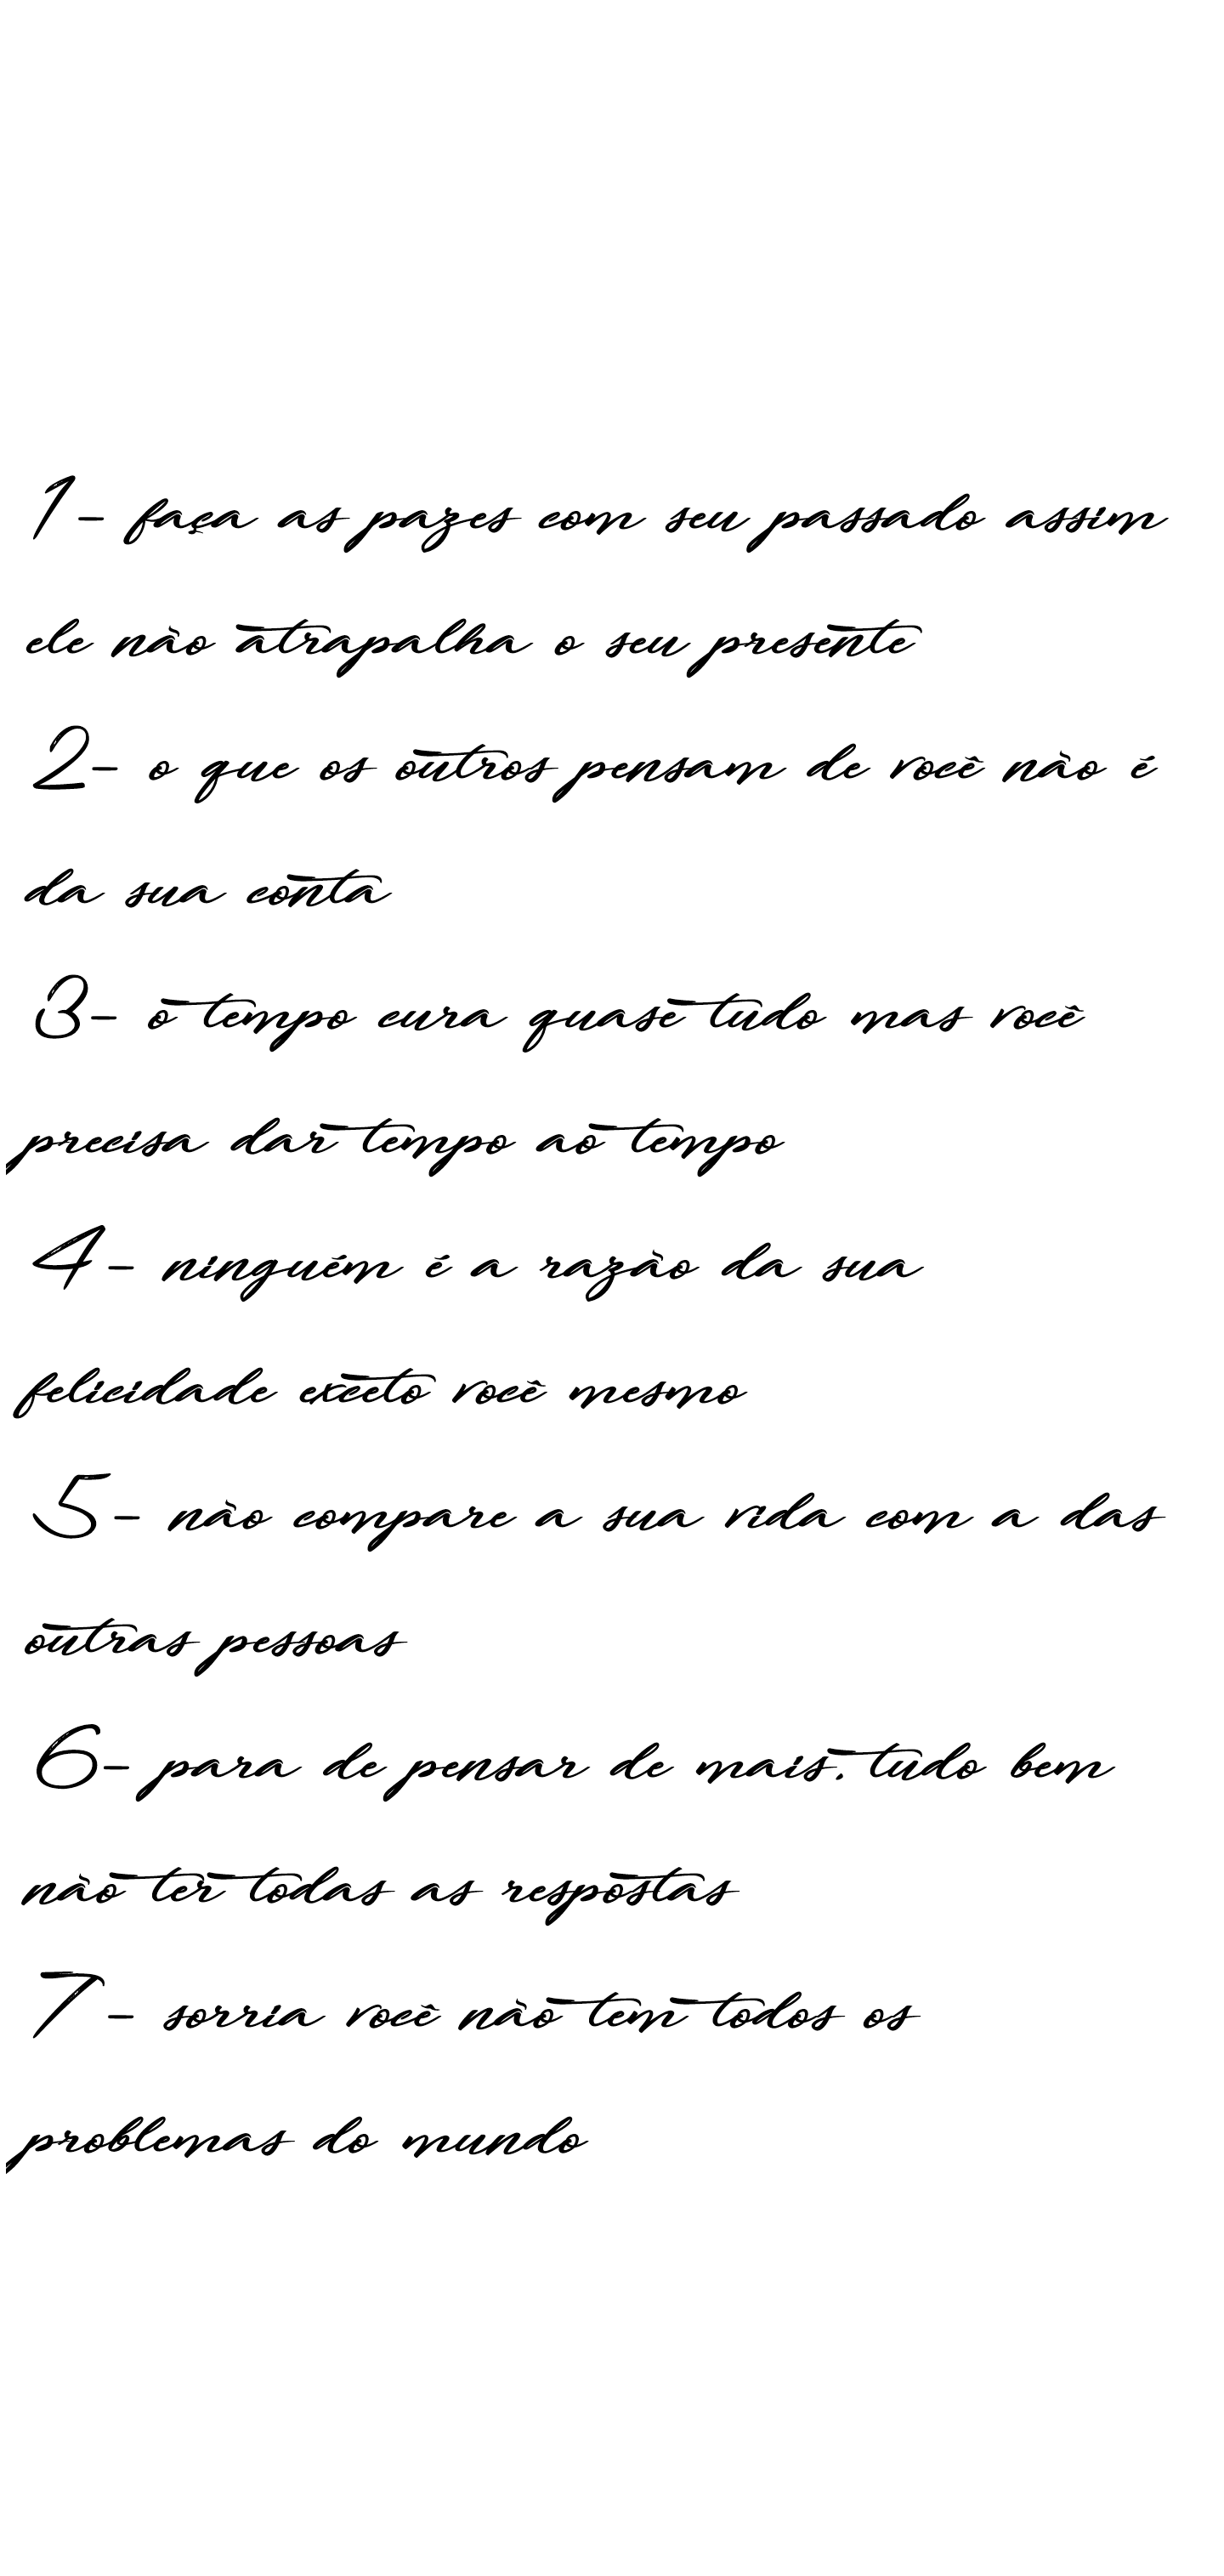 1- faça as pazes com seu passado assim
ele não atrapalha o seu presente
2- o que os outros pensam de você não é
da sua conta
3- o tempo cura quase tudo mas você
precisa dar tempo ao tempo
4- ninguém é a razão da sua
felicidade exceto você mesmo
5- não compare a sua vida com a das
outras pessoas
6- para de pensar de mais. tudo bem
não ter todas as respostas
7- sorria você não tem todos os
problemas do mundo